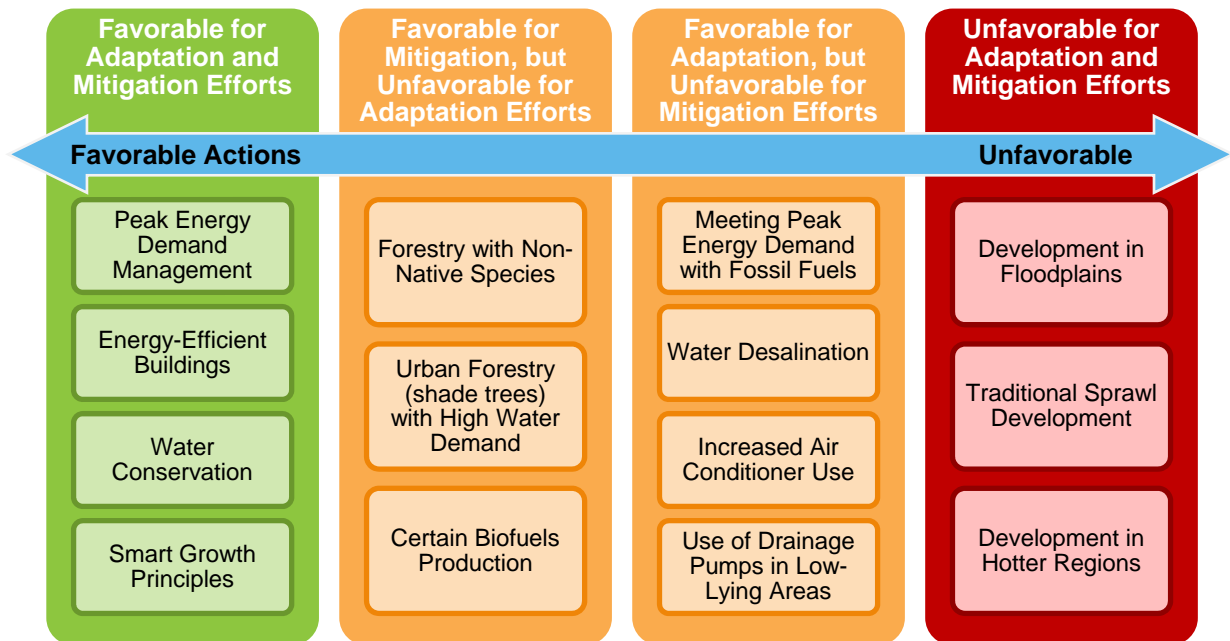 Favorable for
Adaptation and
Mitigation Efforts
Favorable for
Mitigation, but
Unfavorable for
Adaptation Efforts
Favorable for
Adaptation, but
Unfavorable for
Mitigation Efforts
Unfavorable for
Adaptation and
Mitigation Efforts
Favorable Actions
Unfavorable
Peak Energy
Demand
Management
Energy-Efficient
Buildings
Water
Conservation
Smart Growth
Principles
Forestry with Non-
Native Species
Urban Forestry
(shade trees)
with High Water
Demand
Certain Biofuels
Production
Meeting Peak
Energy Demand
with Fossil Fuels
Water Desalination
Increased Air
Conditioner Use
Use of Drainage
Pumps in Low-
Lying Areas
Development in
Floodplains
Traditional Sprawl
Development
Development in
Hotter Regions